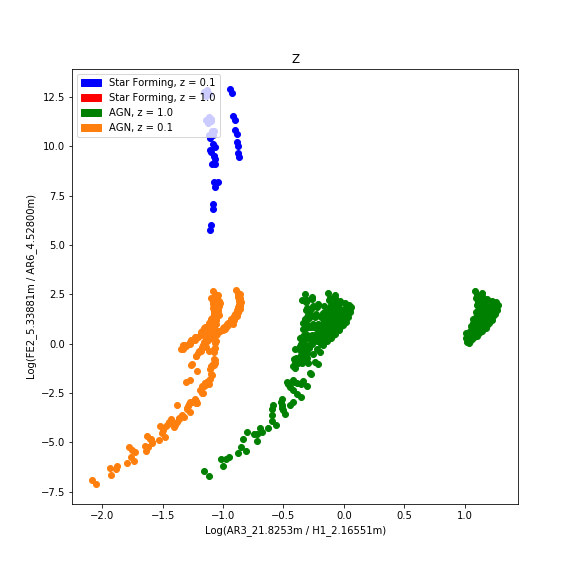 Z
Star Forming, z = 0.1
Star Forming, z = 1.0
AGN, z = 1.0
AGN, z = 0.1
12.5
10.0
7.5
5.0
2.5
0.0
−2.5
−5.0
−7.5
Log(FE2_5.33881m / AR6_4.52800m)
−2.0 −1.5 −1.0 −0.5 0.0 0.5 1.0
Log(AR3_21.8253m / H1_2.16551m)